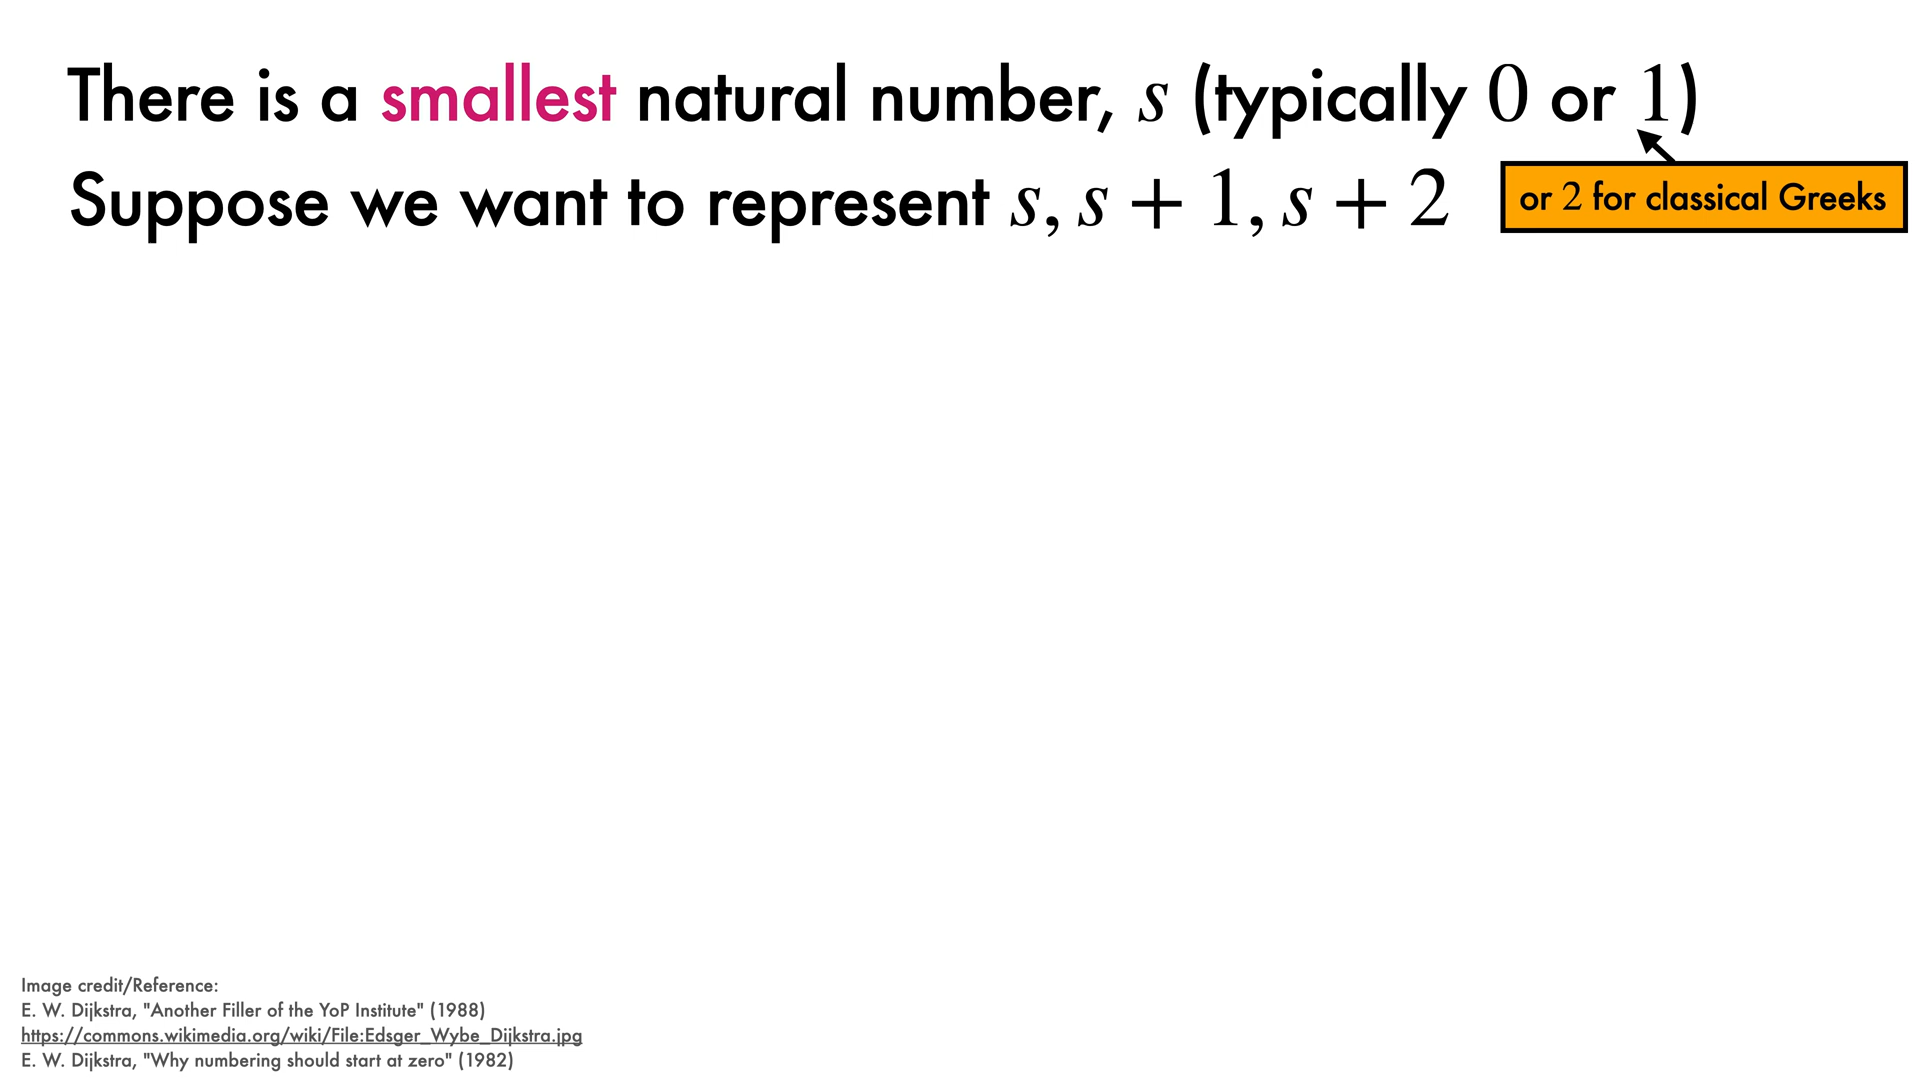 There is a smallest natural number, s (typically 0 or 1)
Suppose we want to represent s, s + 1, s + 2
or 2 for classical Greeks
Image credit/Reference:
E. W. Dijkstra, "Another Filler of the YoP Institute" (1988)
https://commons.wikimedia.org/wiki/File:Edsger_Wybe_Dijkstra.jpg
E. W. Dijkstra, "Why numbering should start at zero" (1982)